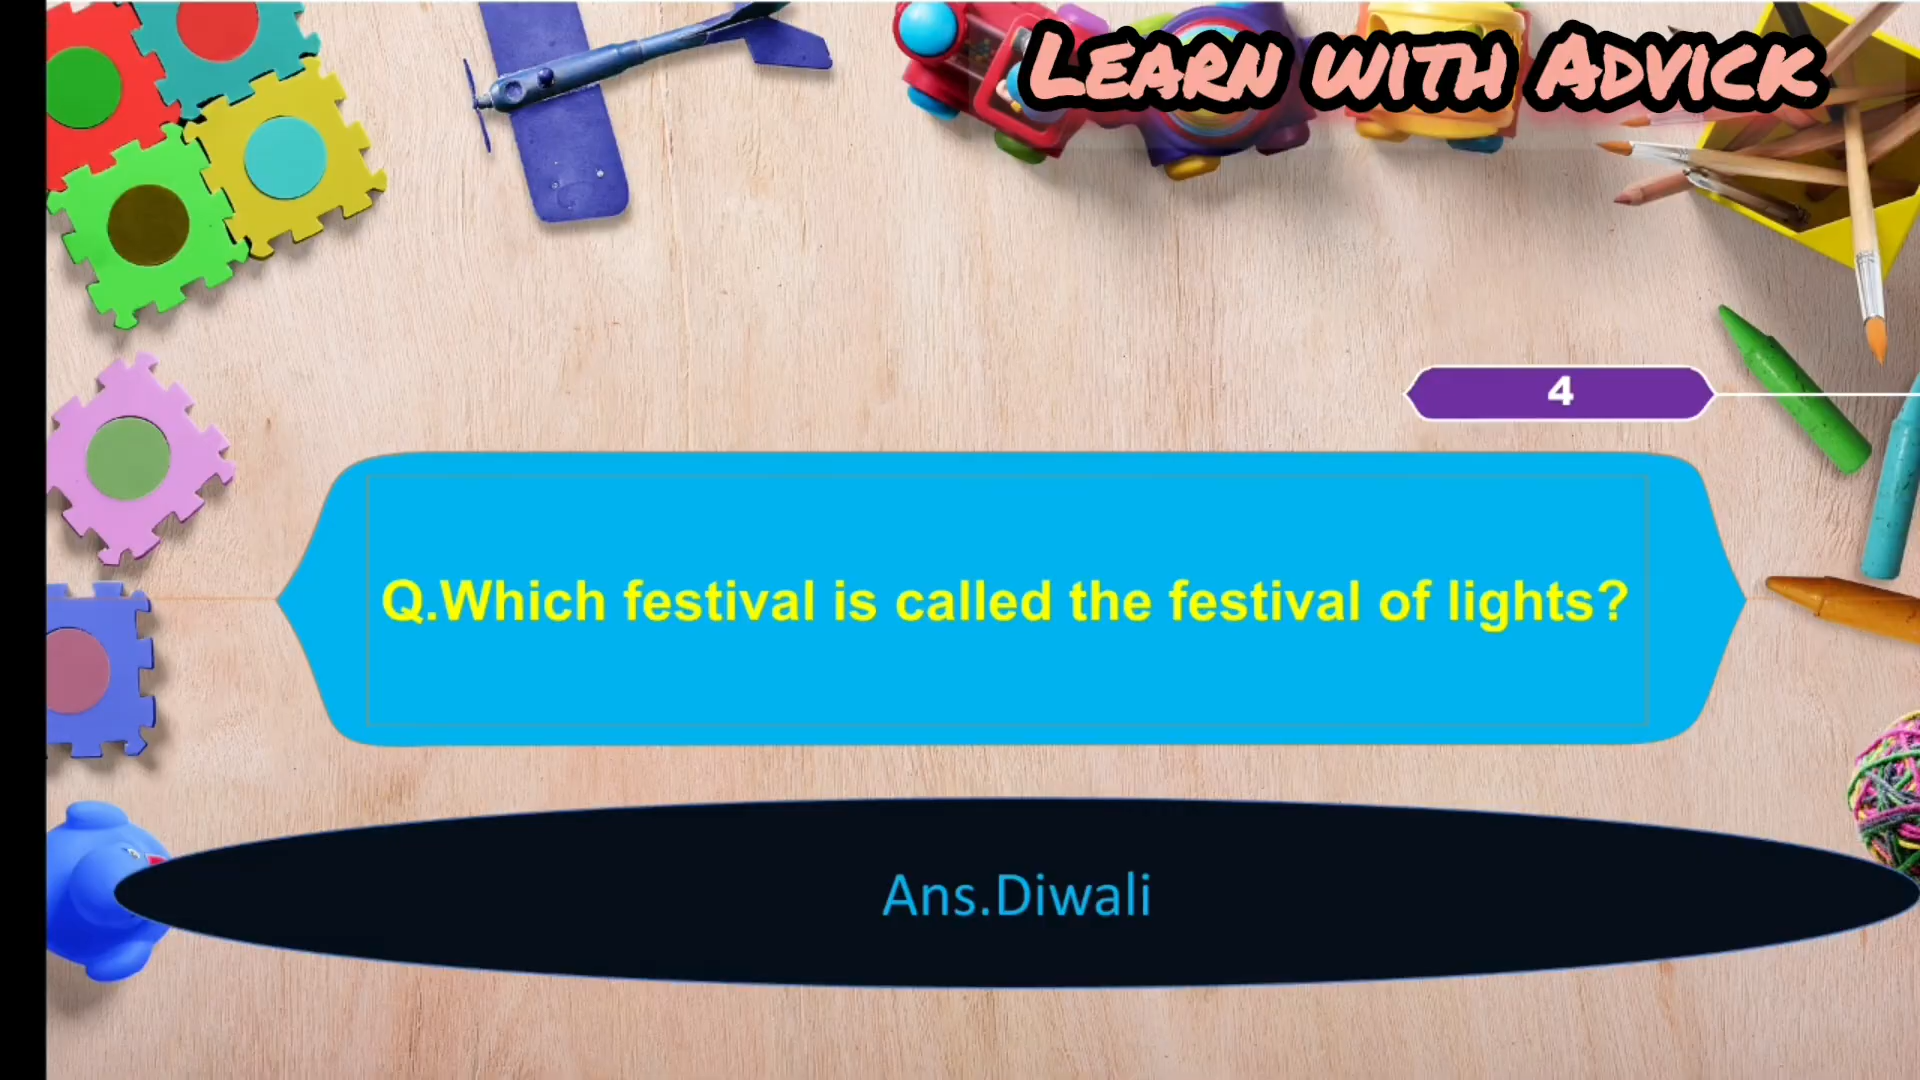 Learn with Advick
4
Q.Which festival is called the festival of lights?
Ans.Diwali